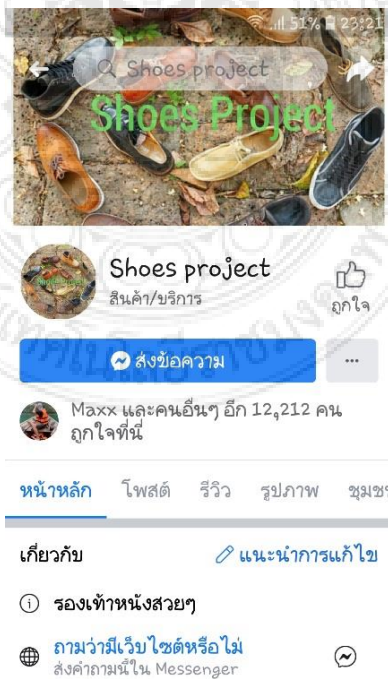 51% 23:21
Shoes project
Shoes Project
Shoes project
สินค้า/บริการ
ถูกใจ
ส่งข้อความ
Maxx และคนอื่นๆ อีก 12,212 คน
ถูกใจที่นี่
หน้าหลัก โพสต์ รีวิว รูปภาพ ชุมช
เกี่ยวกับ แนะนำการแก้ไข
รองเท้าหนังสวยๆ
ถามว่ามีเว็บไซต์หรือไม่
ส่งคำถามนี้ใน Messenger